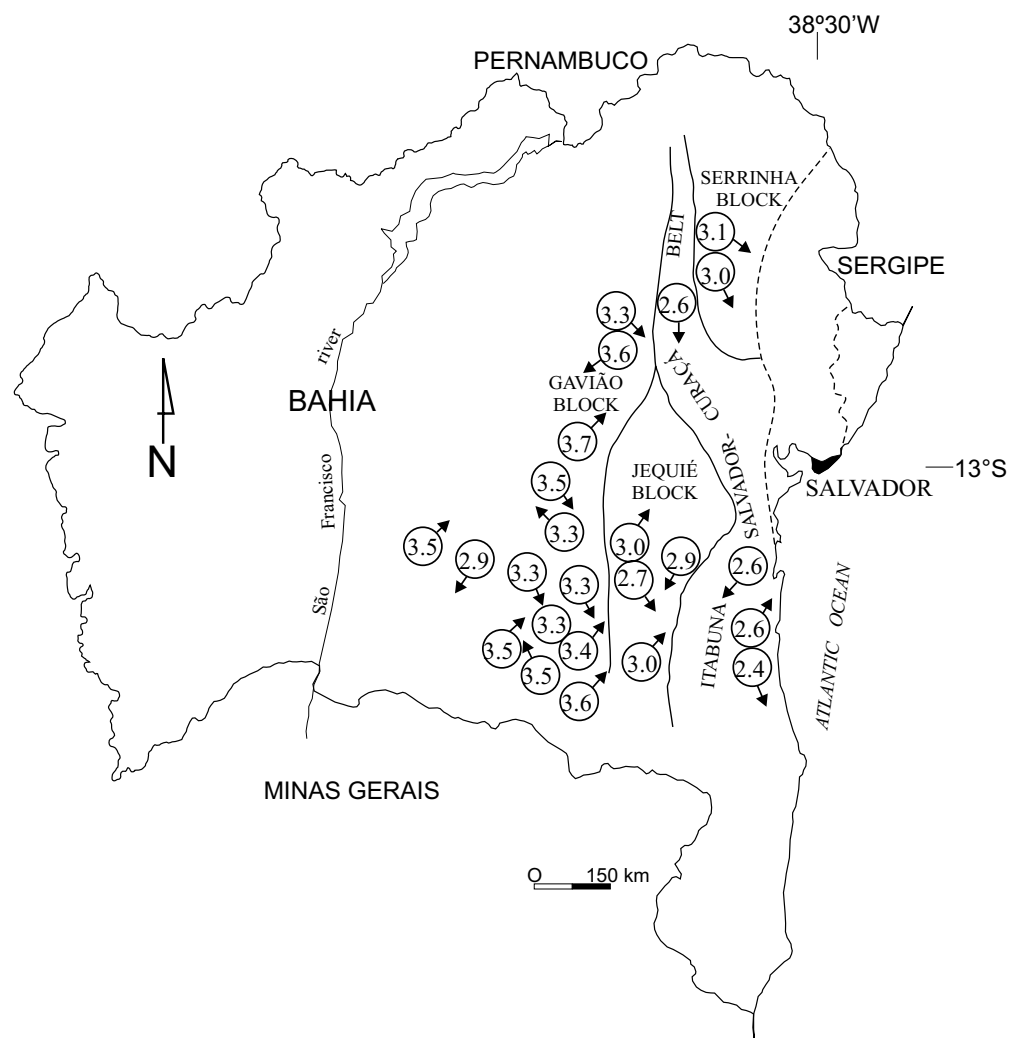 38º30'W
PERNAMBUCO
SERRINHA
BLOCK
BELT
3.1
3.0
SERGIPE
2.6
3.3
3.6
river
CURAÇÁ
GAVIÃO
BLOCK
BAHIA
N
3.7
SALVADOR-
JEQUIÉ
BLOCK
13°S
SALVADOR
3.5
Francisco
3.3
3.0
3.5
2.9
2.9
2.6
3.3
3.3
2.7
São
ITABUNA
ATLANTIC OCEAN
3.3
2.6
3.5
3.4
3.0
2.4
3.5
3.6
MINAS GERAIS
O 150 km